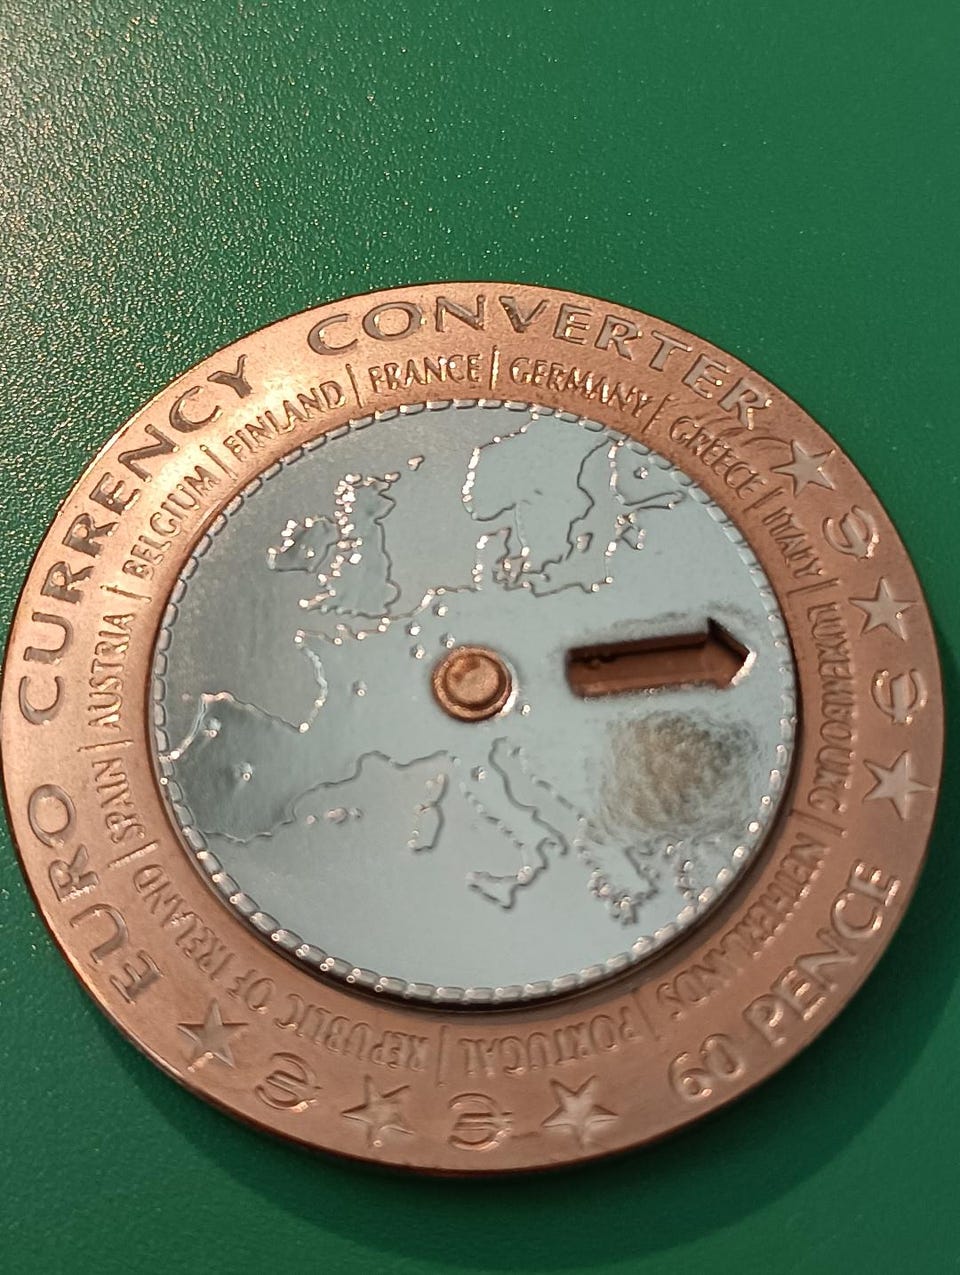 EURO CURRENCY CONVERTER ★ € ★ € ★ 60 PENCE ★ € ★ € ★
AUSTRIA | BELGIUM | FINLAND | FRANCE | GERMANY | GREECE | ITALY | LUXEMBOURG | NETHERLANDS | PORTUGAL | REPUBLIC OF IRELAND | SPAIN |